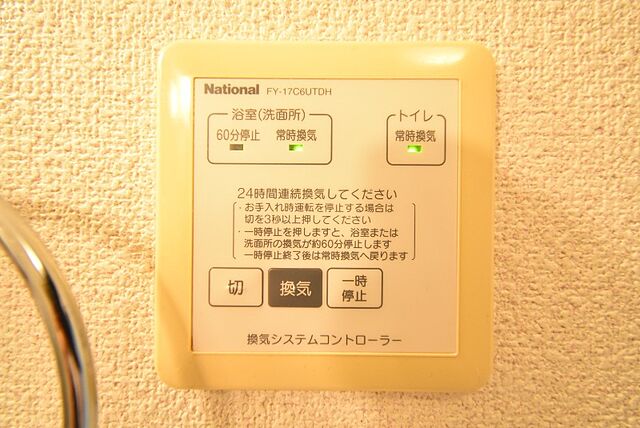 National FY-17C6UTDH
浴室(洗面所)
60分停止 常時換気
トイレ
常時換気
24時間連続換気してください
・お手入れ時運転を停止する場合は
切を3秒以上押してください
・一時停止を押しますと、浴室または
洗面所の換気が約60分停止します
一時停止終了後は常時換気へ戻ります
切 換気 一時
停止
換気システムコントローラー